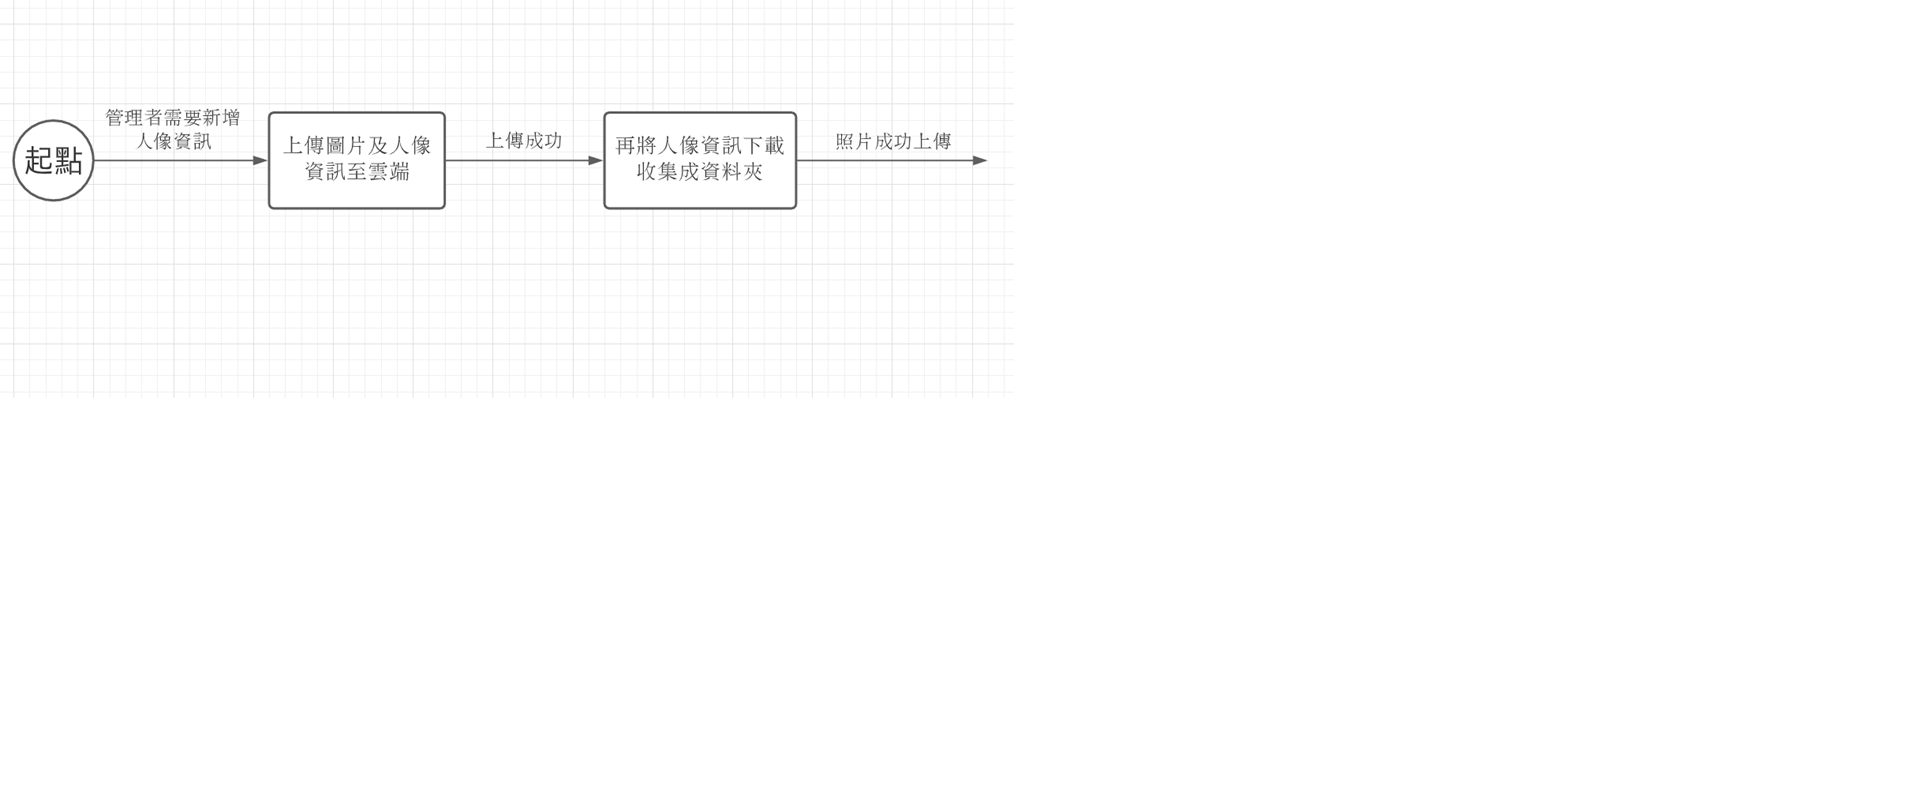 起點
管理者需要新增
人像資訊
上傳圖片及人像
資訊至雲端
上傳成功
再將人像資訊下載
收集成資料夾
照片成功上傳